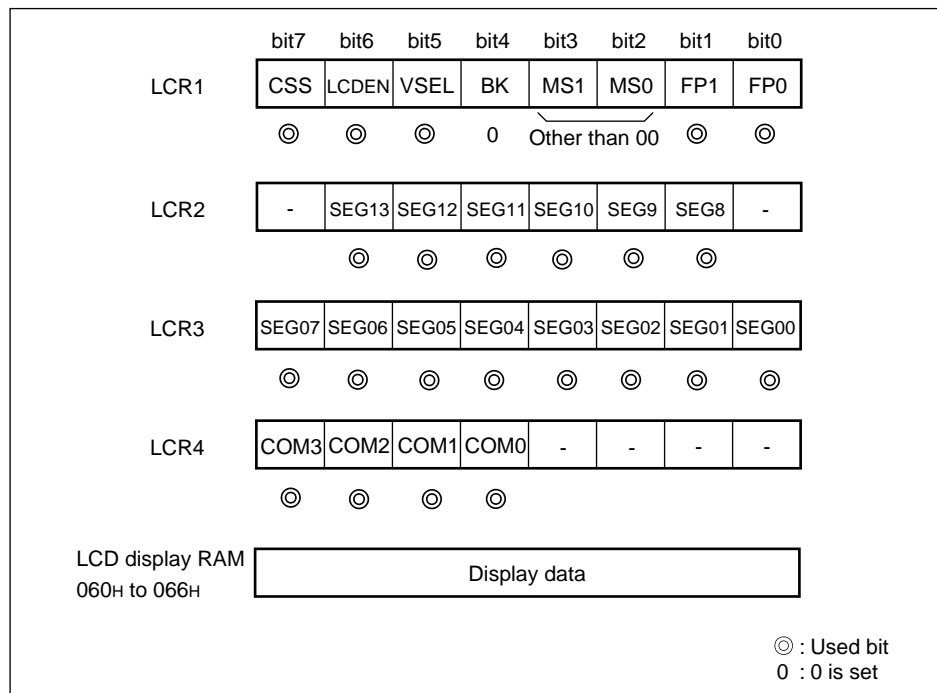 bit7 bit6 bit5 bit4 bit3 bit2 bit1 bit0
LCR1 CSS LCDEN VSEL BK MS1 MS0 FP1 FP0
◎ ◎ ◎ 0 Other than 00 ◎ ◎
LCR2 - SEG13 SEG12 SEG11 SEG10 SEG9 SEG8 -
◎ ◎ ◎ ◎ ◎ ◎
LCR3 SEG07 SEG06 SEG05 SEG04 SEG03 SEG02 SEG01 SEG00
◎ ◎ ◎ ◎ ◎ ◎ ◎ ◎
LCR4 COM3 COM2 COM1 COM0 - - - -
◎ ◎ ◎ ◎
LCD display RAM
060H to 066H
Display data
◎ : Used bit
0 : 0 is set